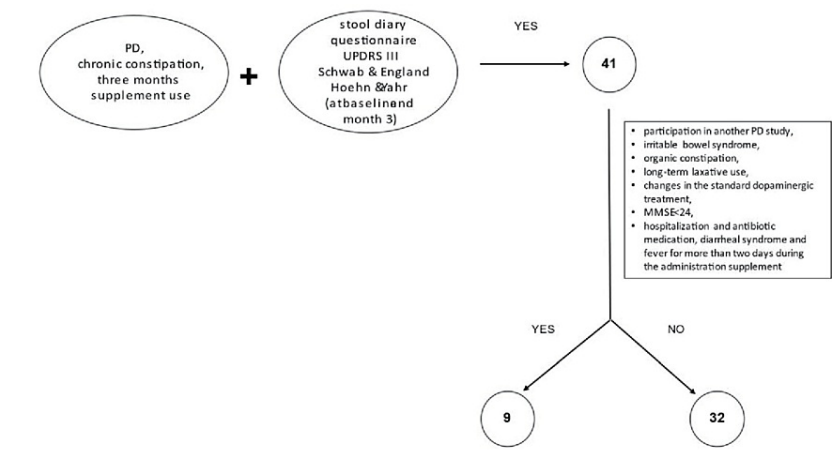 PD,
chronic constipation,
three months
supplement use
+
stool diary
questionnaire
UPDRS III
Schwab & England
Hoehn &Yahr
(atbaselineand
month 3)
YES
41
• participation in another PD study,
• irritable bowel syndrome,
• organic constipation,
• long-term laxative use,
• changes in the standard dopaminergic
treatment,
• MMSE<24,
• hospitalization and antibiotic
medication, diarrheal syndrome and
fever for more than two days during
the administration supplement
YES
NO
9
32